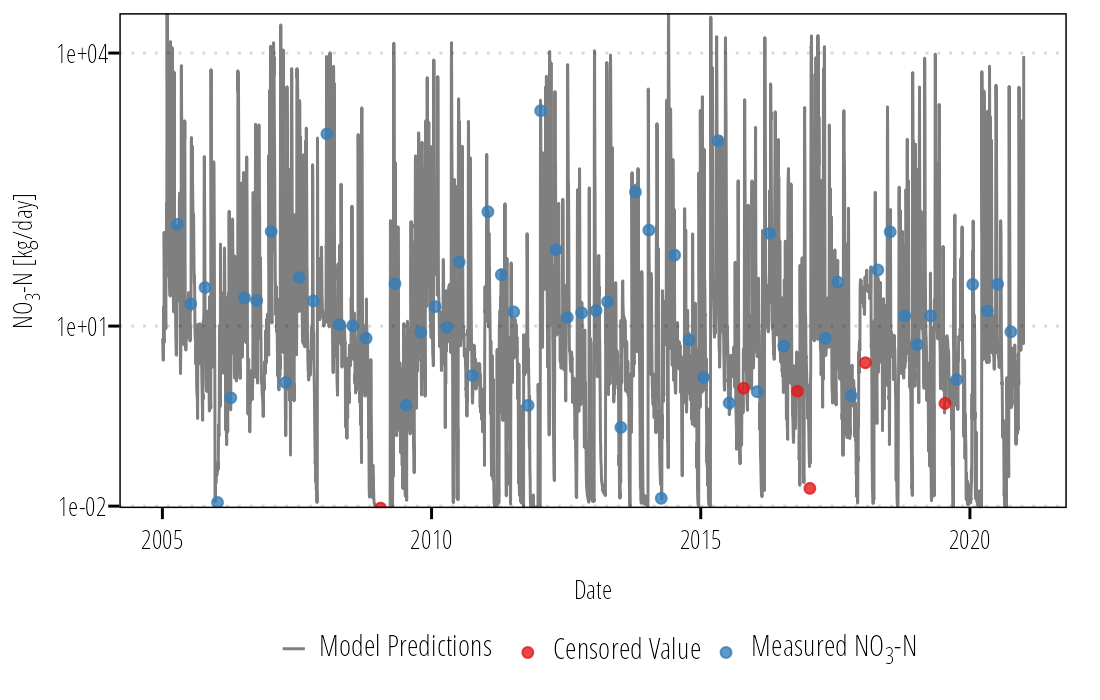 1e+04
1e+01
1e-02
NO3-N [kg/day]
2005 2010 2015 2020
Date
Model Predictions Censored Value Measured NO3-N